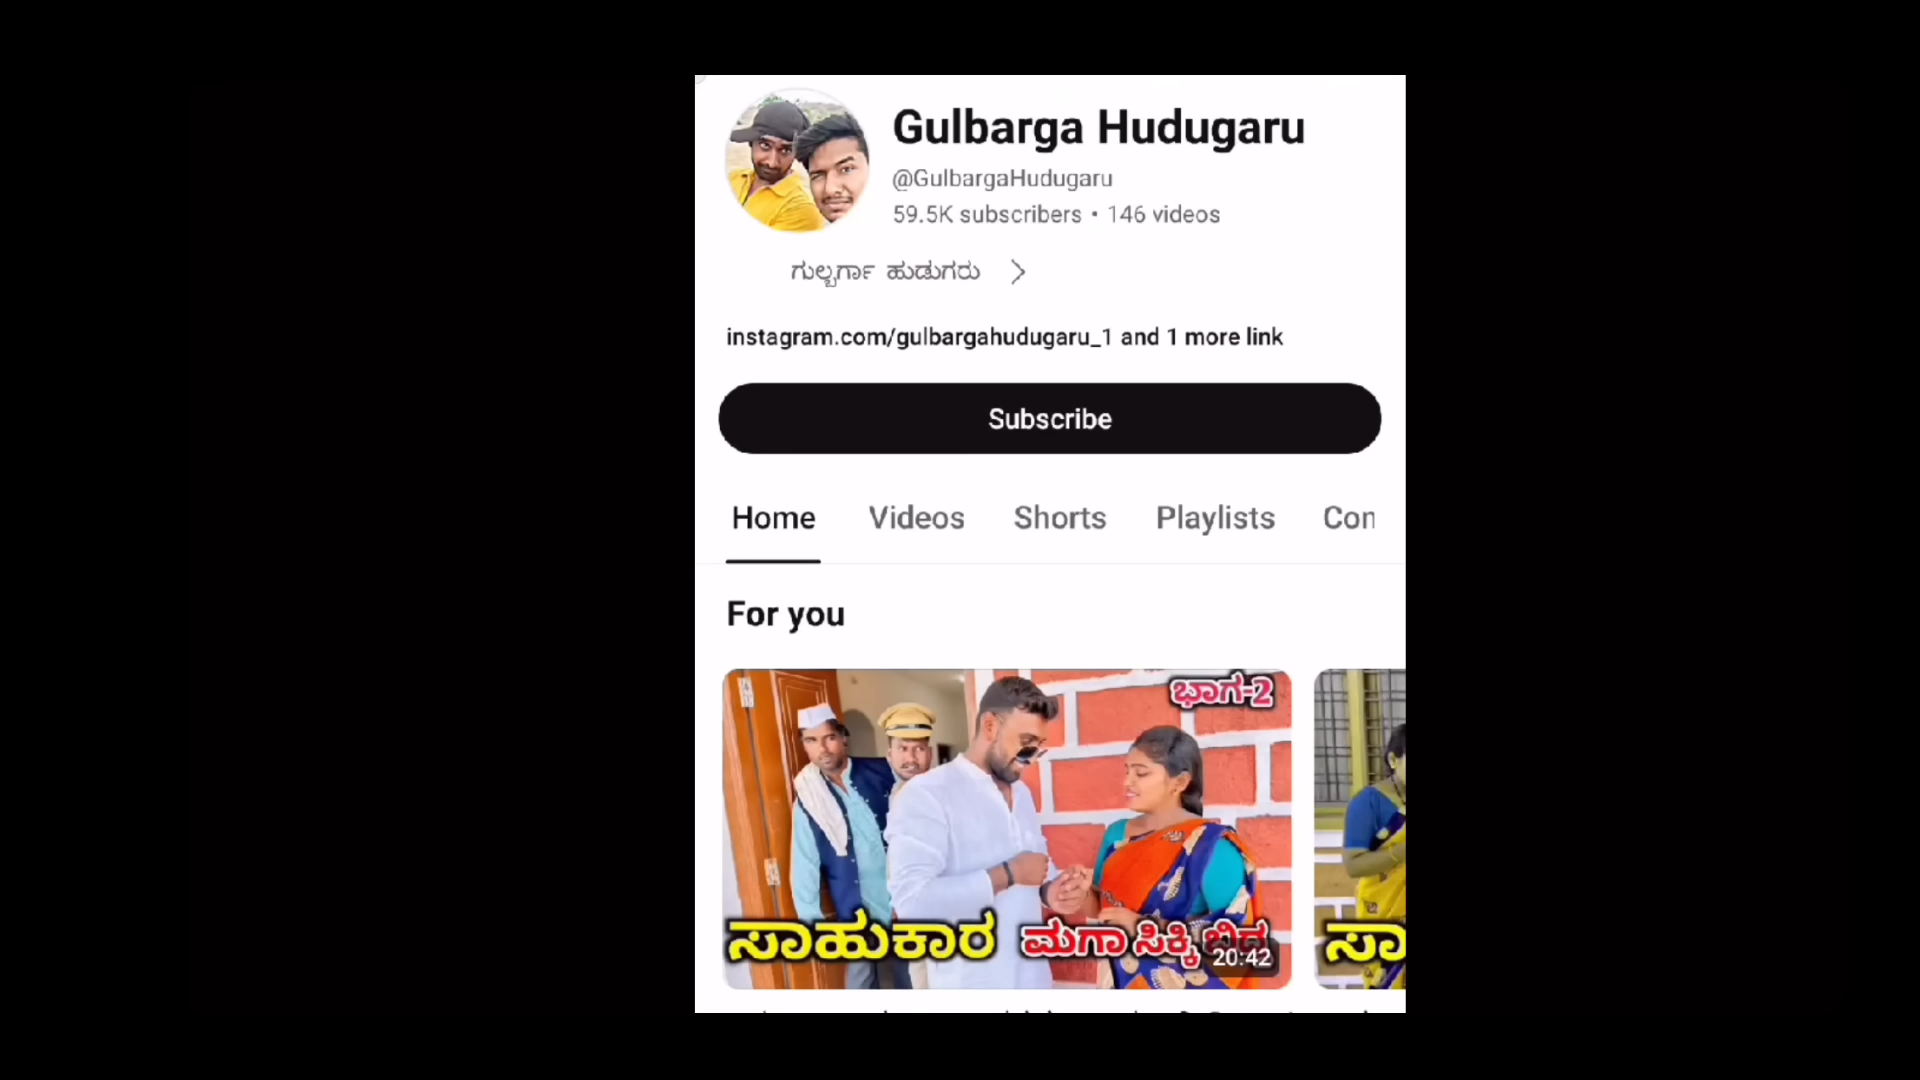 Gulbarga Hudugaru
@GulbargaHudugaru
59.5K subscribers • 146 videos
ಗುಲ್ಬರ್ಗಾ ಹುಡುಗರು
instagram.com/gulbargahudugaru_1 and 1 more link
Subscribe
Home Videos Shorts Playlists Con
For you
ಭಾಗ-2
ಸಾಹುಕಾರ ಮಗಾ ಸಿಕ್ಕಿ ಬಿದ್ದ
20:42
ಸಾ